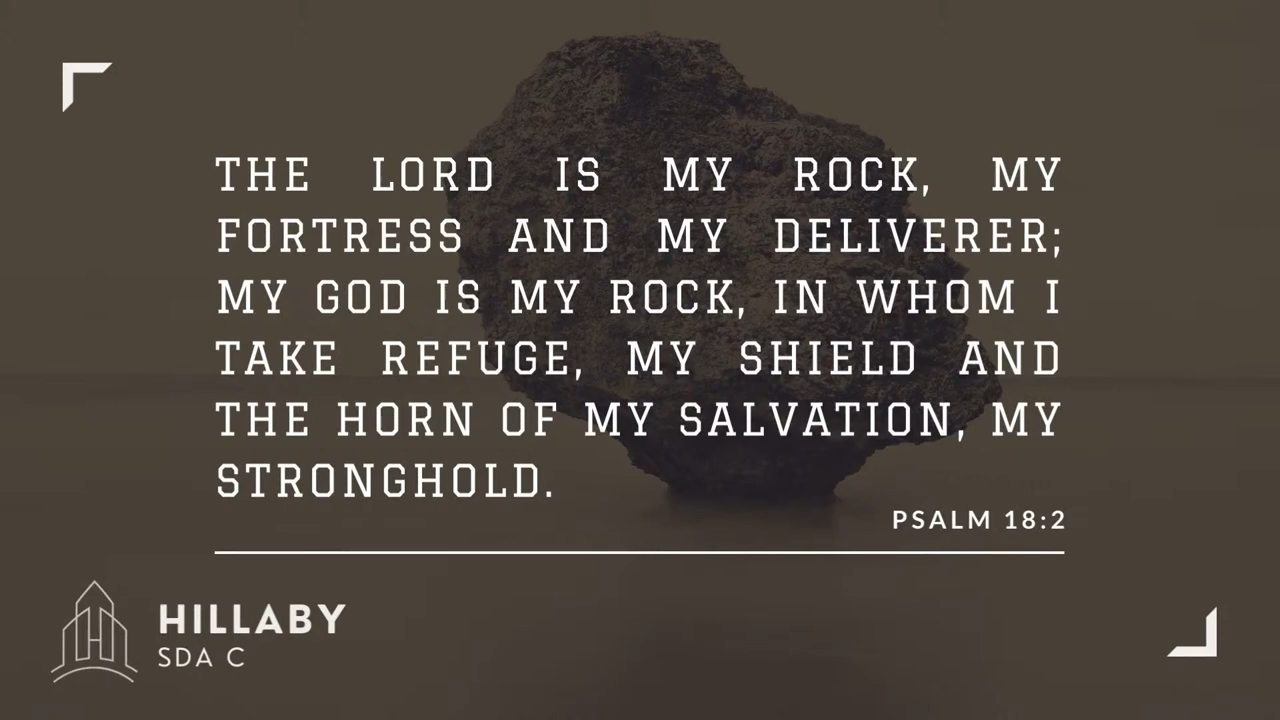 THE LORD IS MY ROCK, MY
FORTRESS AND MY DELIVERER;
MY GOD IS MY ROCK, IN WHOM I
TAKE REFUGE, MY SHIELD AND
THE HORN OF MY SALVATION, MY
STRONGHOLD.
PSALM 18:2
HILLABY
SDA C